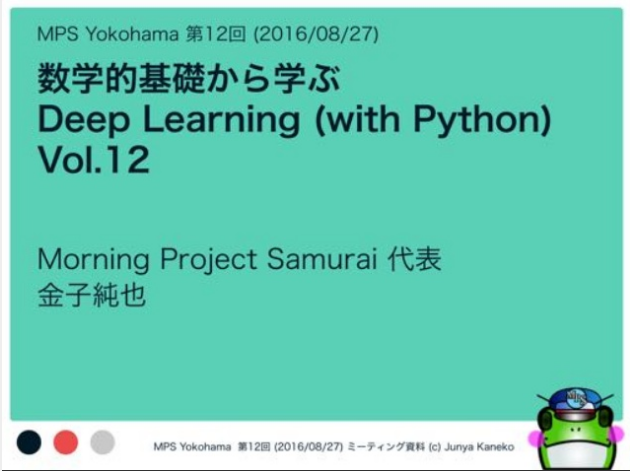 MPS Yokohama 第12回 (2016/08/27)
数学的基礎から学ぶ
Deep Learning (with Python)
Vol.12
Morning Project Samurai 代表
金子純也
MPS Yokohama 第12回 (2016/08/27) ミーティング資料 (c) Junya Kaneko